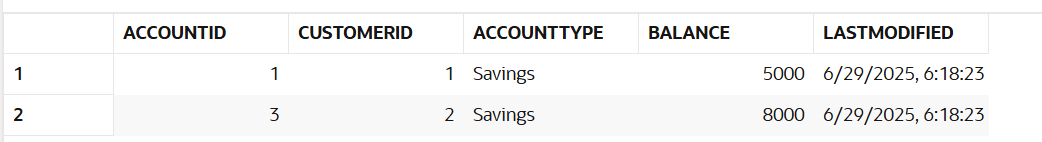 ACCOUNTID CUSTOMERID ACCOUNTTYPE BALANCE LASTMODIFIED
1 1 1 Savings 5000 6/29/2025, 6:18:23
2 3 2 Savings 8000 6/29/2025, 6:18:23